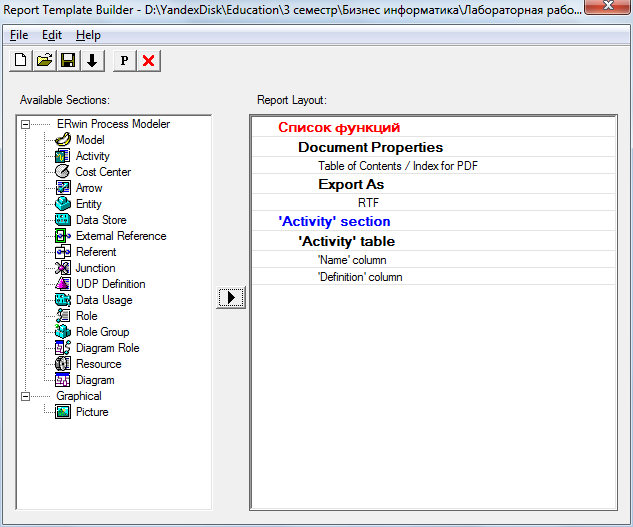 Report Template Builder - D:\YandexDisk\Education\3 семестр\Бизнес информатика\Лабораторная рабо...
File Edit Help
P
Available Sections:
ERwin Process Modeler
Model
Activity
Cost Center
Arrow
Entity
Data Store
External Reference
Referent
Junction
UDP Definition
Data Usage
Role
Role Group
Diagram Role
Resource
Diagram
Graphical
Picture
Report Layout:
Список функций
Document Properties
Table of Contents / Index for PDF
Export As
RTF
'Activity' section
'Activity' table
'Name' column
'Definition' column